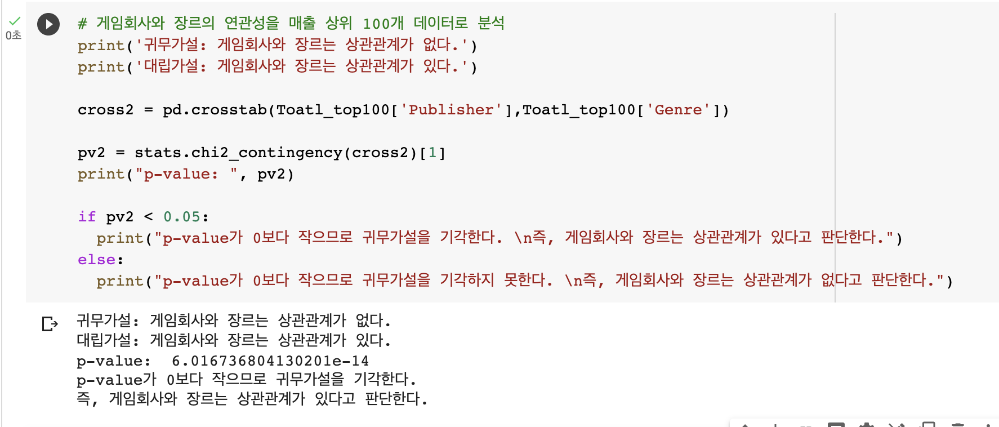 # 게임회사와 장르의 연관성을 매출 상위 100개 데이터로 분석
0초
print('귀무가설: 게임회사와 장르는 상관관계가 없다.')
print('대립가설: 게임회사와 장르는 상관관계가 있다.')
cross2 = pd.crosstab(Toatl_top100['Publisher'],Toatl_top100['Genre'])
pv2 = stats.chi2_contingency(cross2)[1]
print("p-value: ", pv2)
if pv2 < 0.05:
  print("p-value가 0보다 작으므로 귀무가설을 기각한다. \n즉, 게임회사와 장르는 상관관계가 있다고 판단한다.")
else:
  print("p-value가 0보다 작으므로 귀무가설을 기각하지 못한다. \n즉, 게임회사와 장르는 상관관계가 없다고 판단한다.")
귀무가설: 게임회사와 장르는 상관관계가 없다.
대립가설: 게임회사와 장르는 상관관계가 있다.
p-value:  6.016736804130201e-14
p-value가 0보다 작으므로 귀무가설을 기각한다.
즉, 게임회사와 장르는 상관관계가 있다고 판단한다.